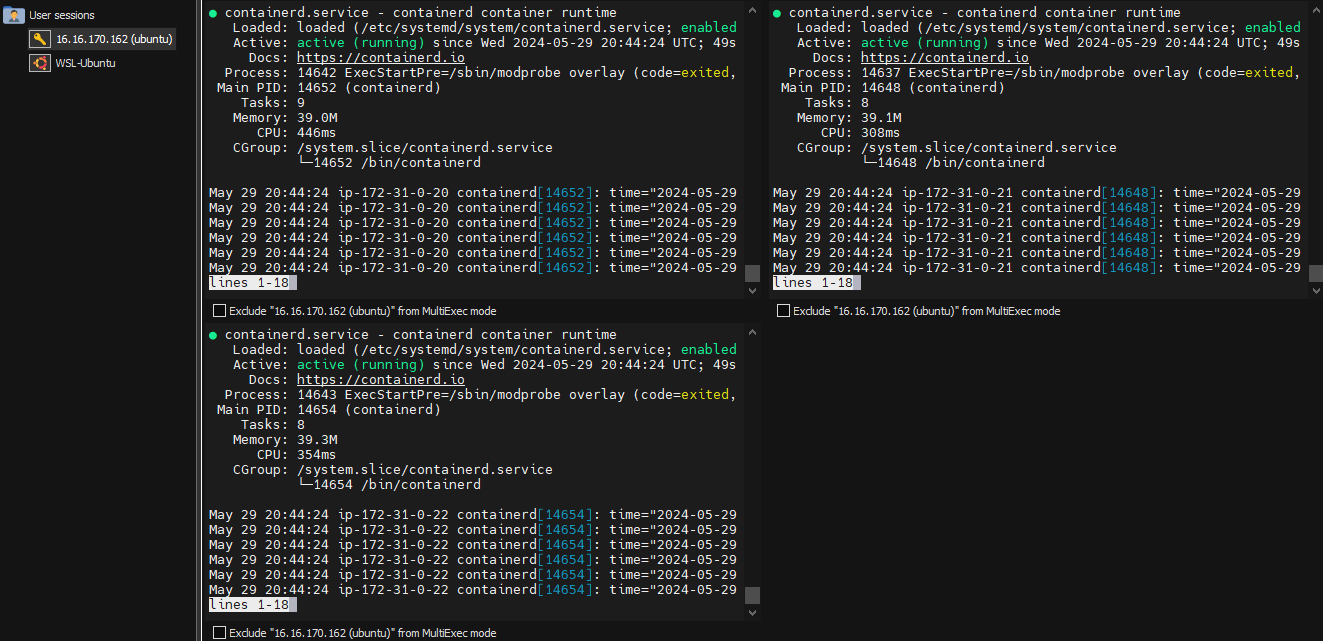 User sessions
16.16.170.162 (ubuntu)
WSL-Ubuntu
● containerd.service - containerd container runtime
Loaded: loaded (/etc/systemd/system/containerd.service; enabled
Active: active (running) since Wed 2024-05-29 20:44:24 UTC; 49s
Docs: https://containerd.io
Process: 14642 ExecStartPre=/sbin/modprobe overlay (code=exited,
Main PID: 14652 (containerd)
Tasks: 9
Memory: 39.0M
CPU: 446ms
CGroup: /system.slice/containerd.service
└─14652 /bin/containerd
May 29 20:44:24 ip-172-31-0-20 containerd[14652]: time="2024-05-29
May 29 20:44:24 ip-172-31-0-20 containerd[14652]: time="2024-05-29
May 29 20:44:24 ip-172-31-0-20 containerd[14652]: time="2024-05-29
May 29 20:44:24 ip-172-31-0-20 containerd[14652]: time="2024-05-29
May 29 20:44:24 ip-172-31-0-20 containerd[14652]: time="2024-05-29
May 29 20:44:24 ip-172-31-0-20 containerd[14652]: time="2024-05-29
lines 1-18
Exclude "16.16.170.162 (ubuntu)" from MultiExec mode
● containerd.service - containerd container runtime
Loaded: loaded (/etc/systemd/system/containerd.service; enabled
Active: active (running) since Wed 2024-05-29 20:44:24 UTC; 49s
Docs: https://containerd.io
Process: 14637 ExecStartPre=/sbin/modprobe overlay (code=exited,
Main PID: 14648 (containerd)
Tasks: 8
Memory: 39.1M
CPU: 308ms
CGroup: /system.slice/containerd.service
└─14648 /bin/containerd
May 29 20:44:24 ip-172-31-0-21 containerd[14648]: time="2024-05-29
May 29 20:44:24 ip-172-31-0-21 containerd[14648]: time="2024-05-29
May 29 20:44:24 ip-172-31-0-21 containerd[14648]: time="2024-05-29
May 29 20:44:24 ip-172-31-0-21 containerd[14648]: time="2024-05-29
May 29 20:44:24 ip-172-31-0-21 containerd[14648]: time="2024-05-29
May 29 20:44:24 ip-172-31-0-21 containerd[14648]: time="2024-05-29
lines 1-18
Exclude "16.16.170.162 (ubuntu)" from MultiExec mode
● containerd.service - containerd container runtime
Loaded: loaded (/etc/systemd/system/containerd.service; enabled
Active: active (running) since Wed 2024-05-29 20:44:24 UTC; 49s
Docs: https://containerd.io
Process: 14643 ExecStartPre=/sbin/modprobe overlay (code=exited,
Main PID: 14654 (containerd)
Tasks: 8
Memory: 39.3M
CPU: 354ms
CGroup: /system.slice/containerd.service
└─14654 /bin/containerd
May 29 20:44:24 ip-172-31-0-22 containerd[14654]: time="2024-05-29
May 29 20:44:24 ip-172-31-0-22 containerd[14654]: time="2024-05-29
May 29 20:44:24 ip-172-31-0-22 containerd[14654]: time="2024-05-29
May 29 20:44:24 ip-172-31-0-22 containerd[14654]: time="2024-05-29
May 29 20:44:24 ip-172-31-0-22 containerd[14654]: time="2024-05-29
May 29 20:44:24 ip-172-31-0-22 containerd[14654]: time="2024-05-29
lines 1-18
Exclude "16.16.170.162 (ubuntu)" from MultiExec mode